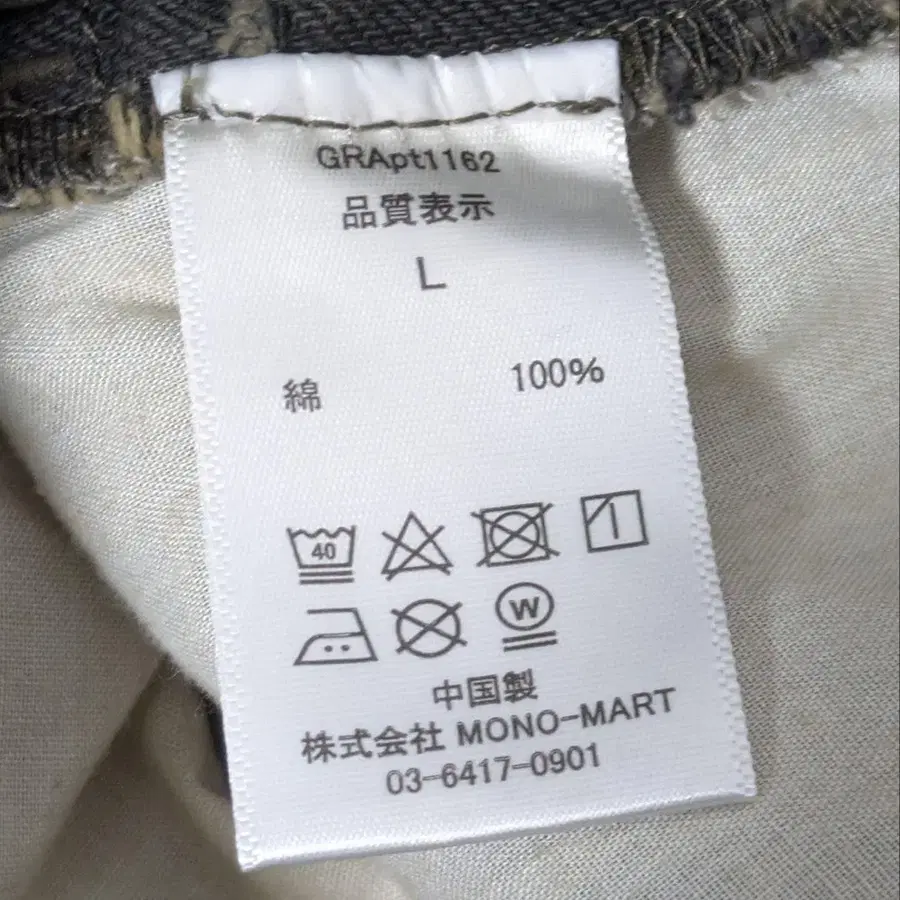 GRApt1162
品質表示
L
綿 100%
40
W
中国製
株式会社 MONO-MART
03-6417-0901